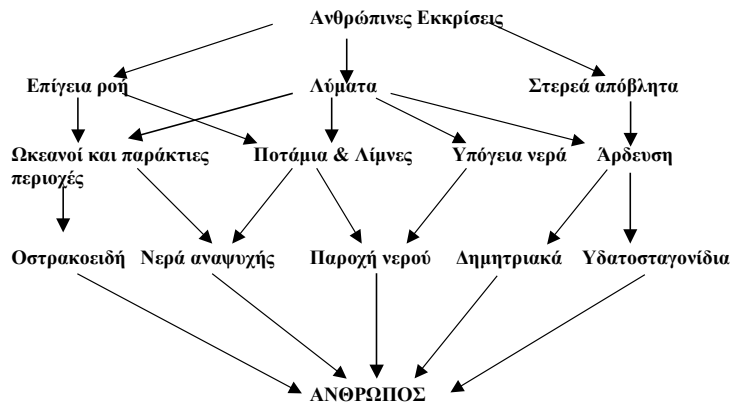 Ανθρώπινες Εκκρίσεις
Επίγεια ροή
Λύματα
Στερεά απόβλητα
Ωκεανοί και παράκτιες
περιοχές
Ποτάμια & Λίμνες
Υπόγεια νερά
Άρδευση
Οστρακοειδή
Νερά αναψυχής
Παροχή νερού
Δημητριακά
Υδατοσταγονίδια
ΑΝΘΡΩΠΟΣ